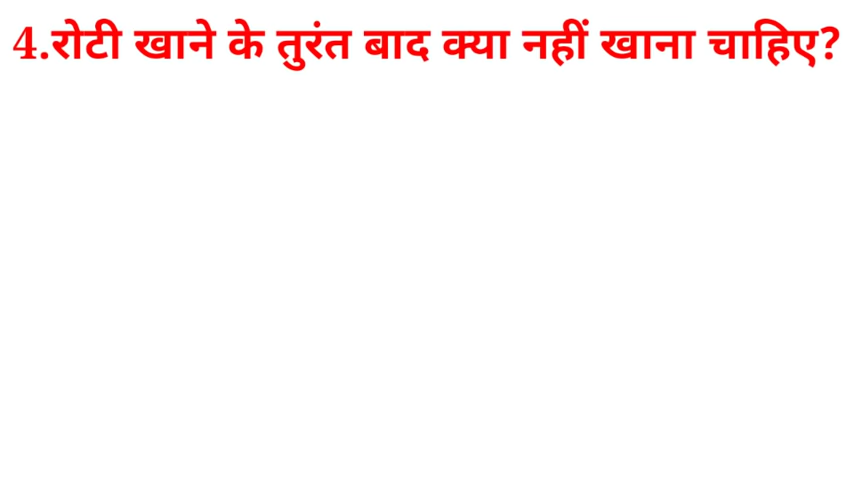 4.रोटी खाने के तुरंत बाद क्या नहीं खाना चाहिए?